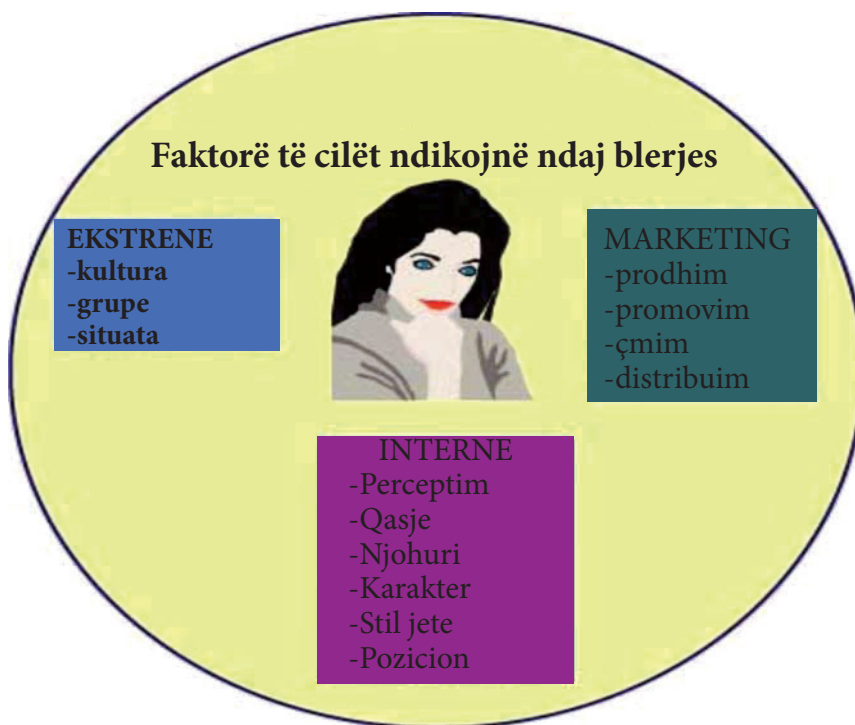 Faktorë të cilët ndikojnë ndaj blerjes
EKSTRENE
-kultura
-grupe
-situata
MARKETING
-prodhim
-promovim
-çmim
-distribuim
INTERNE
-Perceptim
-Qasje
-Njohuri
-Karakter
-Stil jete
-Pozicion